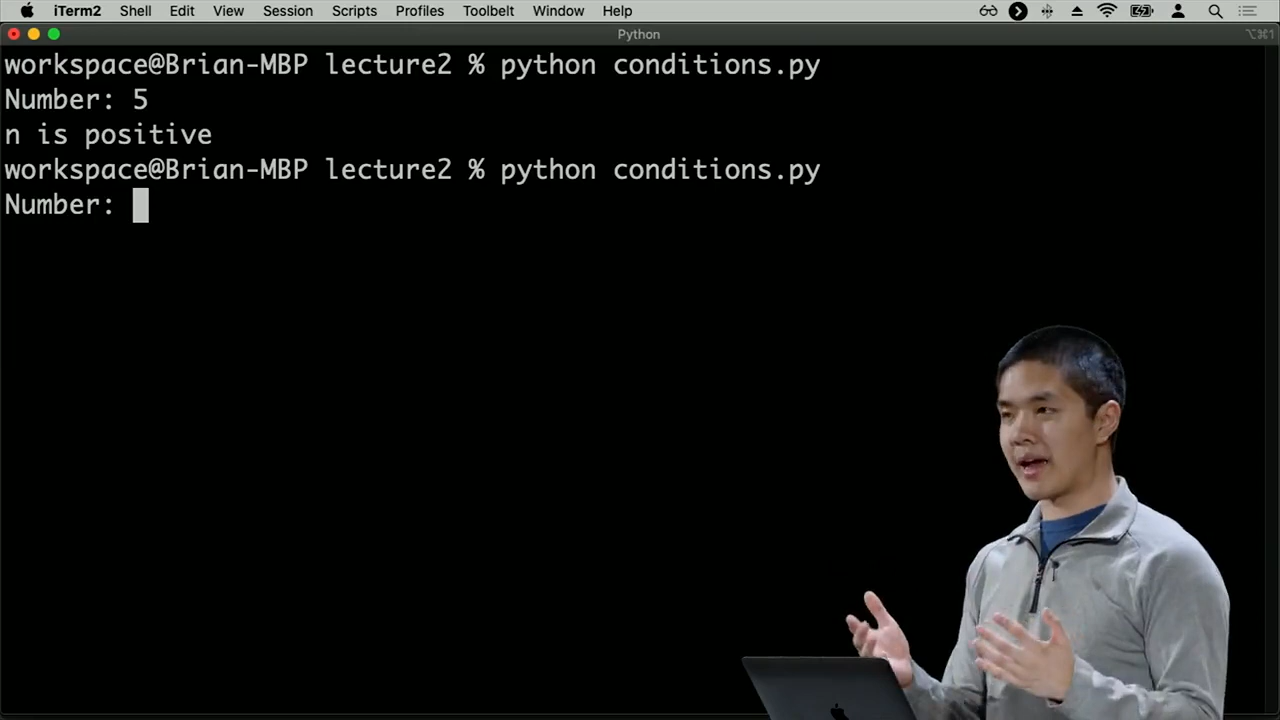 iTerm2 Shell Edit View Session Scripts Profiles Toolbelt Window Help
Python
⌥⌘1
workspace@Brian-MBP lecture2 % python conditions.py
Number: 5
n is positive
workspace@Brian-MBP lecture2 % python conditions.py
Number: